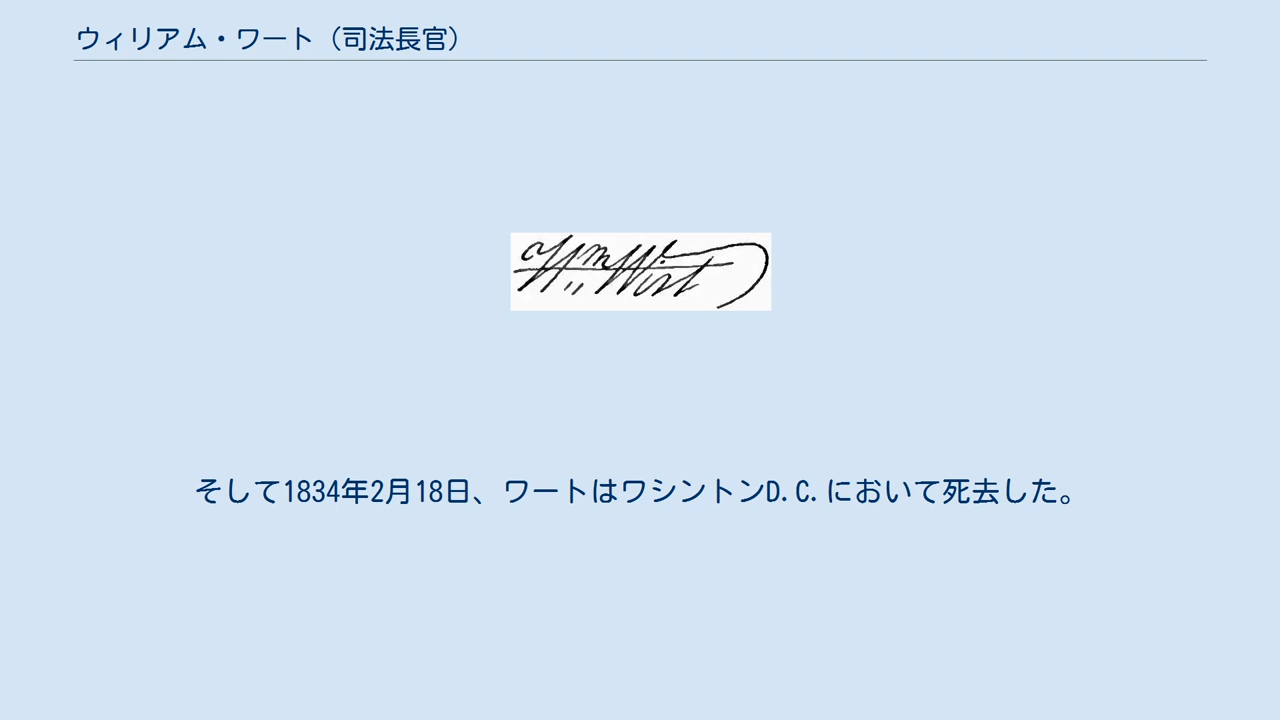 ウィリアム・ワート（司法長官）
Wm Wirt
そして1834年2月18日、ワートはワシントンD.C.において死去した。